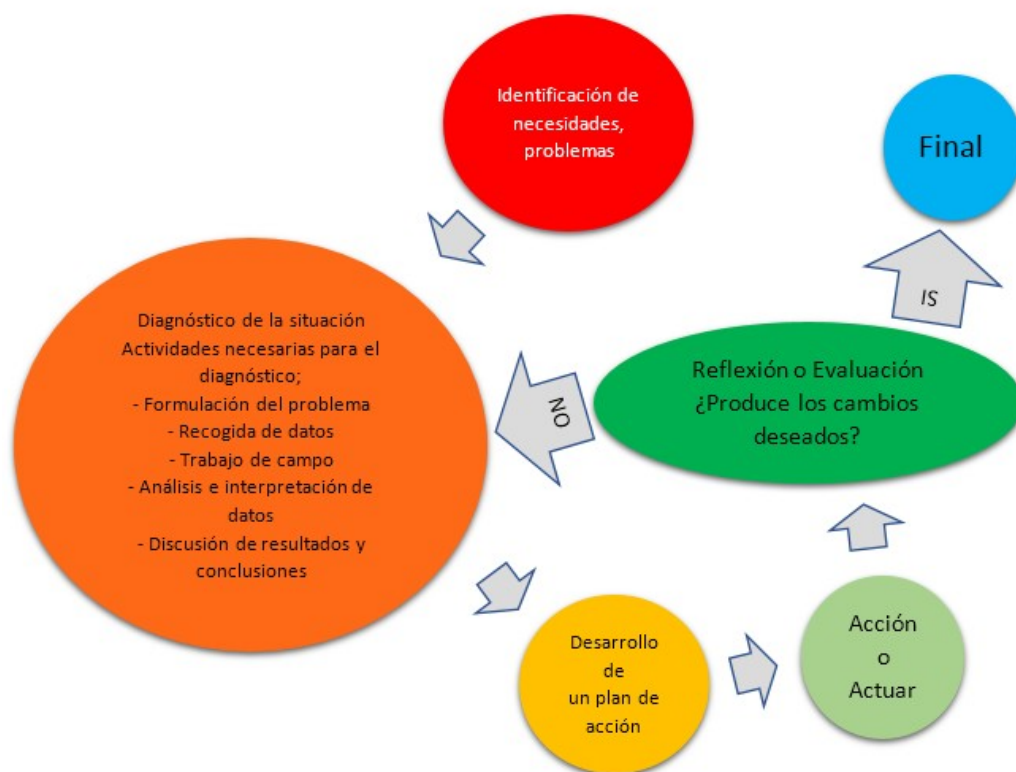 Identificación de
necesidades,
problemas
Final
IS
Diagnóstico de la situación
Actividades necesarias para el
diagnóstico;
- Formulación del problema
- Recogida de datos
- Trabajo de campo
- Análisis e interpretación de
datos
- Discusión de resultados y
conclusiones
NO
Reflexión o Evaluación
¿Produce los cambios
deseados?
Desarrollo
de
un plan de
acción
Acción
o
Actuar